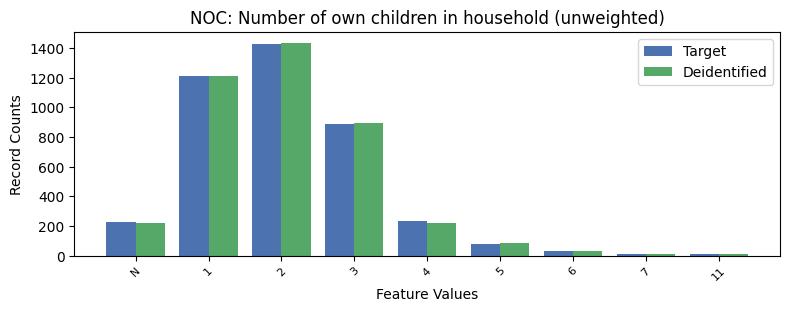 NOC: Number of own children in household (unweighted)
Target
Deidentified
Record Counts
1400
1200
1000
800
600
400
200
0
N
1
2
3
4
5
6
7
11
Feature Values